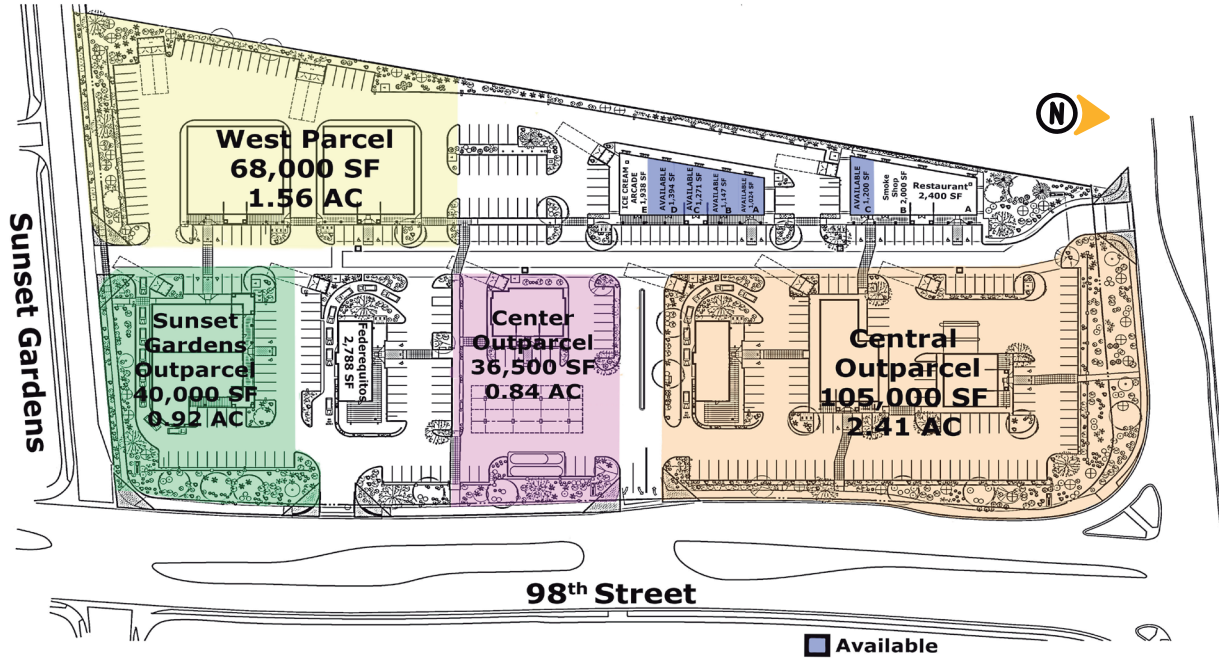 West Parcel
68,000 SF
1.56 AC
N
ICE CREAM
ARCADE
1,938 SF
E
AVAILABLE
1,394 SF
D
AVAILABLE
1,271 SF
C
AVAILABLE
1,147 SF
B
AVAILABLE
1,024 SF
A
AVAILABLE
1,200 SF
C
Smoke
Shop
2,000 SF
B
Restaurant
2,400 SF
A
Sunset Gardens
Sunset
Gardens
Outparcel
40,000 SF
0.92 AC
Federequitos
2,788 SF
Center
Outparcel
36,500 SF
0.84 AC
Central
Outparcel
105,000 SF
2.41 AC
98th Street
Available